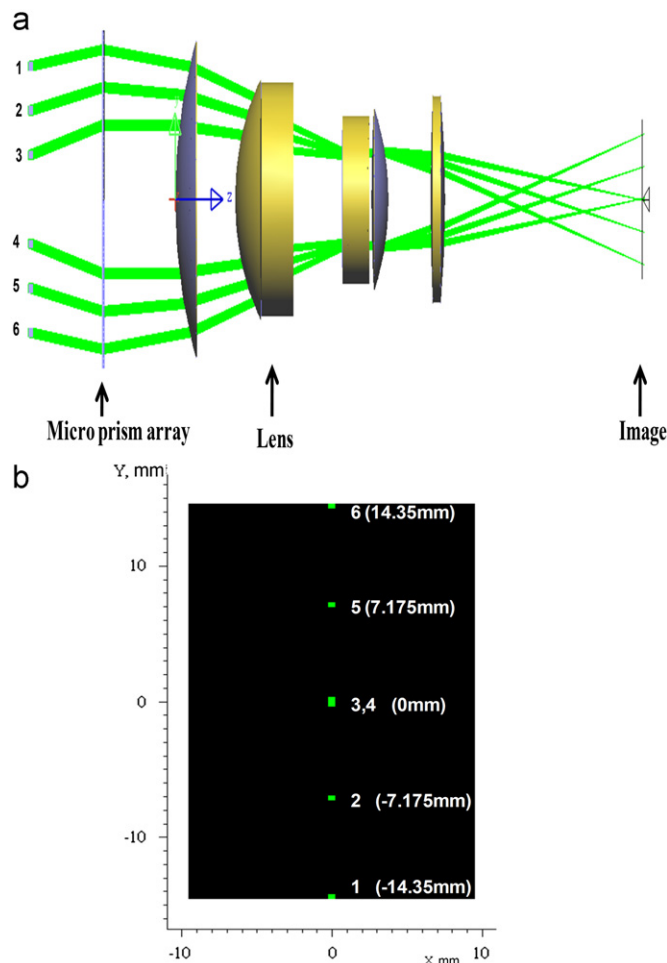 a
1
2
3
4
5
6
z
Micro prism array
Lens
Image
b
Y, mm
6 (14.35mm)
10
5 (7.175mm)
0
3,4 (0mm)
2 (-7.175mm)
-10
1 (-14.35mm)
-10 0 10
X, mm